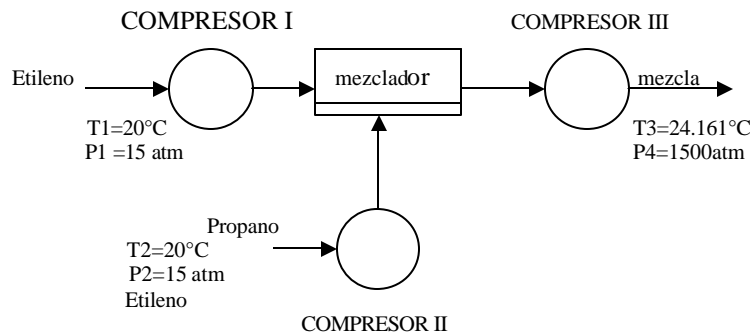 COMPRESOR I
COMPRESOR III
Etileno
mezclador
mezcla
T1=20°C
P1 =15 atm
T3=24.161°C
P4=1500atm
Propano
T2=20°C
P2=15 atm
Etileno
COMPRESOR II